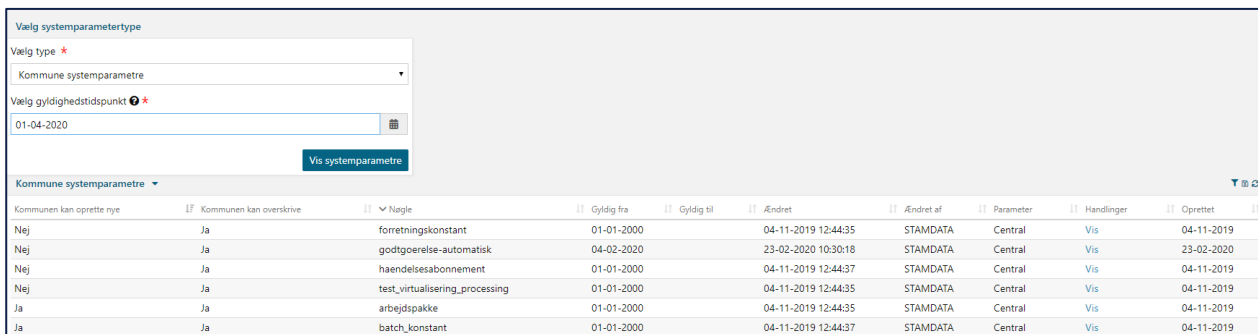 Vælg systemparametertype
Vælg type *
Kommune systemparametre
Vælg gyldighedstidspunkt ? *
01-04-2020
Vis systemparametre
Kommune systemparametre
Kommunen kan oprette nye Kommunen kan overskrive Nøgle Gyldig fra Gyldig til Ændret Ændret af Parameter Handlinger Oprettet
Nej Ja forretningskonstant 01-01-2000 04-11-2019 12:44:35 STAMDATA Central Vis 04-11-2019
Nej Ja godtgoerelse-automatisk 04-02-2020 23-02-2020 10:30:18 STAMDATA Central Vis 23-02-2020
Nej Ja haendelsesabonnement 01-01-2000 04-11-2019 12:44:37 STAMDATA Central Vis 04-11-2019
Nej Ja test_virtualisering_processing 01-01-2000 04-11-2019 12:44:35 STAMDATA Central Vis 04-11-2019
Ja Ja arbejdspakke 01-01-2000 04-11-2019 12:44:35 STAMDATA Central Vis 04-11-2019
Ja Ja batch_konstant 01-01-2000 04-11-2019 12:44:37 STAMDATA Central Vis 04-11-2019